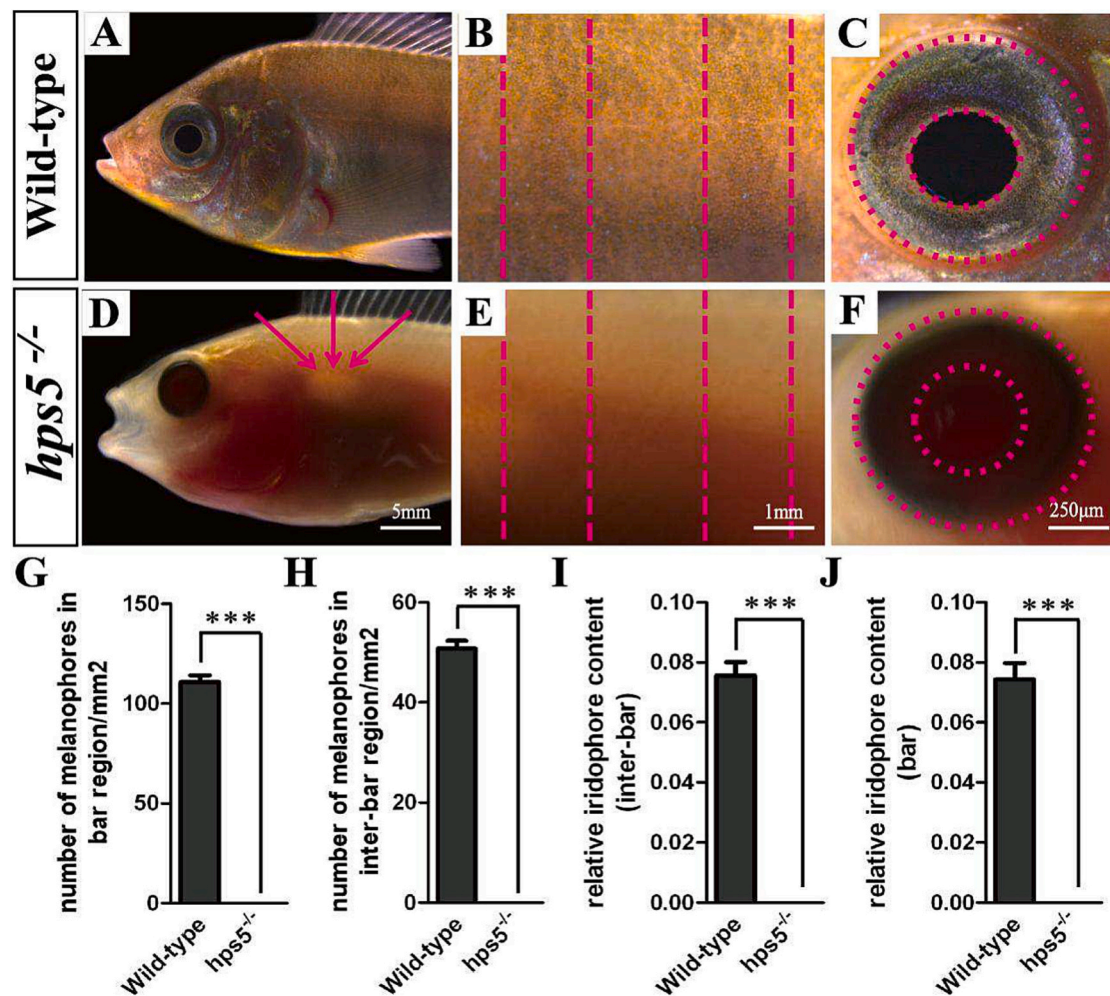 Wild-type
A
B
C
hps5 -/-
D
E
F
5mm
1mm
250μm
G
H
I
J
number of melanophores in
bar region/mm2
150
100
50
0
***
Wild-type
hps5-/-
number of melanophores in
inter-bar region/mm2
60
40
20
0
***
Wild-type
hps5-/-
relative iridophore content
(inter-bar)
0.10
0.08
0.06
0.04
0.02
0.00
***
Wild-type
hps5-/-
relative iridophore content
(bar)
0.10
0.08
0.06
0.04
0.02
0.00
***
Wild-type
hps5-/-